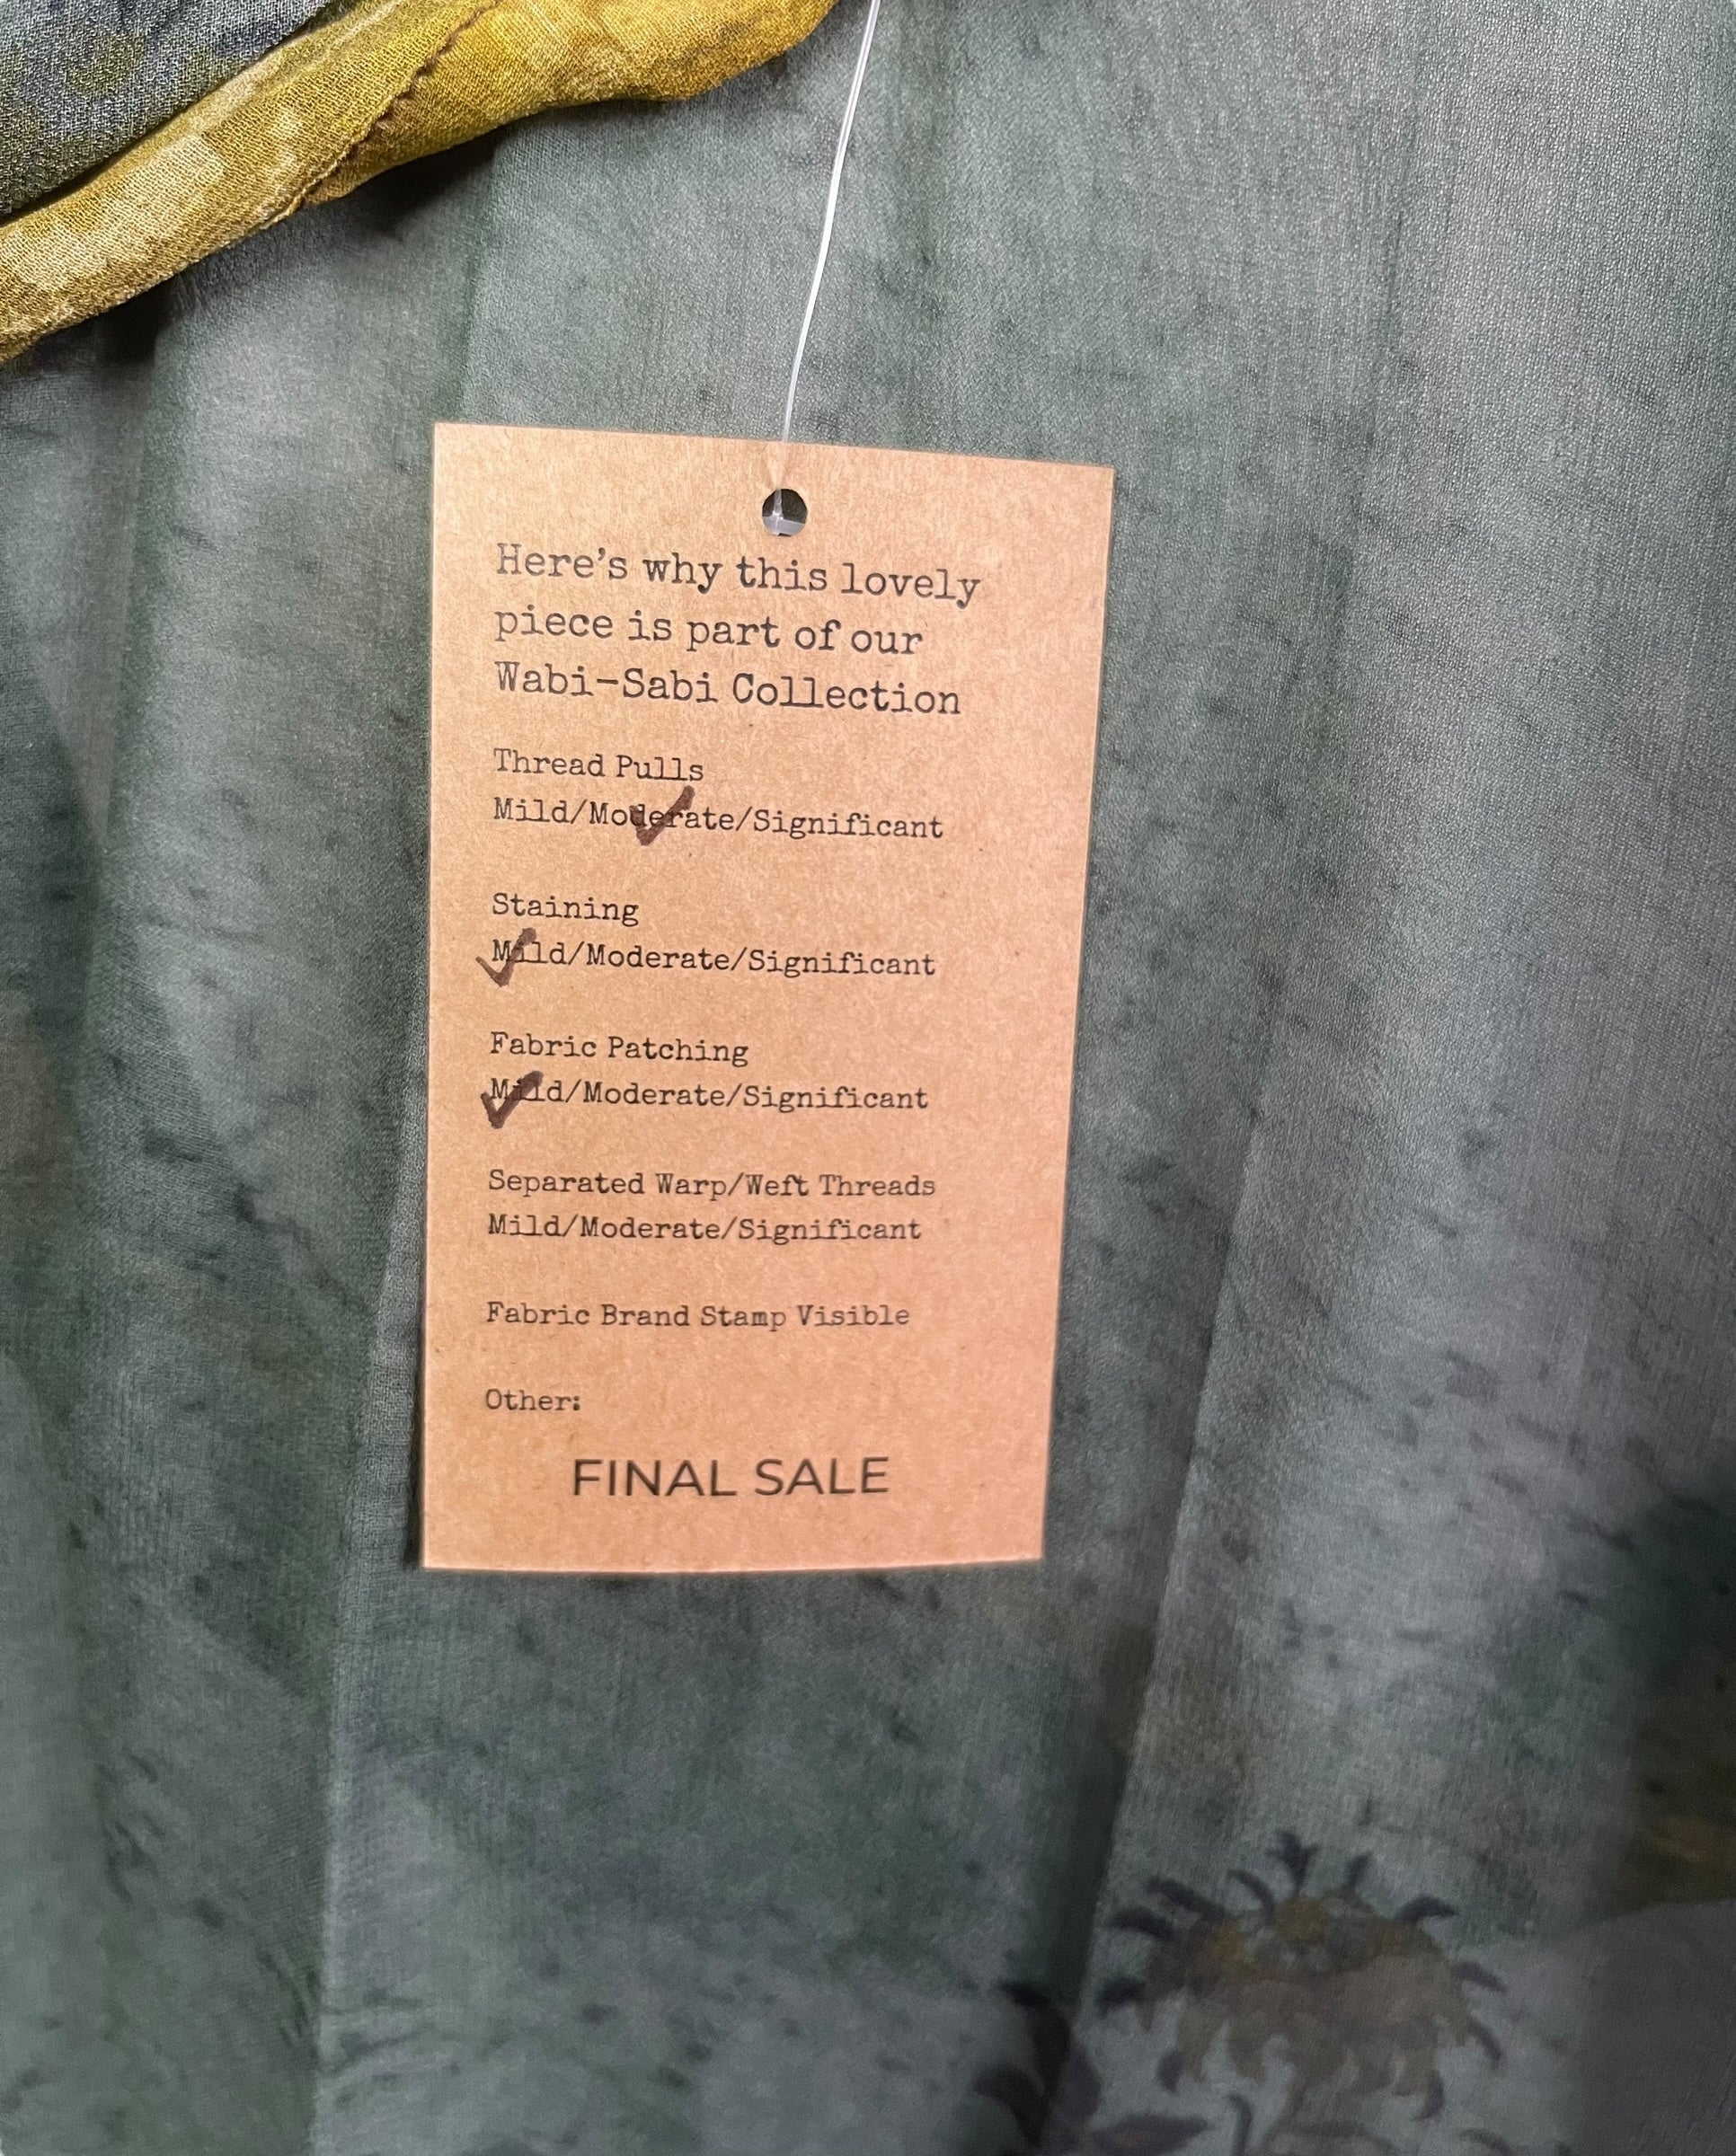 Here's why this lovely
piece is part of our
Wabi-Sabi Collection
Thread Pulls
Mild/Moderate/Significant
Staining
Mild/Moderate/Significant
Fabric Patching
Mild/Moderate/Significant
Separated Warp/Weft Threads
Mild/Moderate/Significant
Fabric Brand Stamp Visible
Other:
FINAL SALE